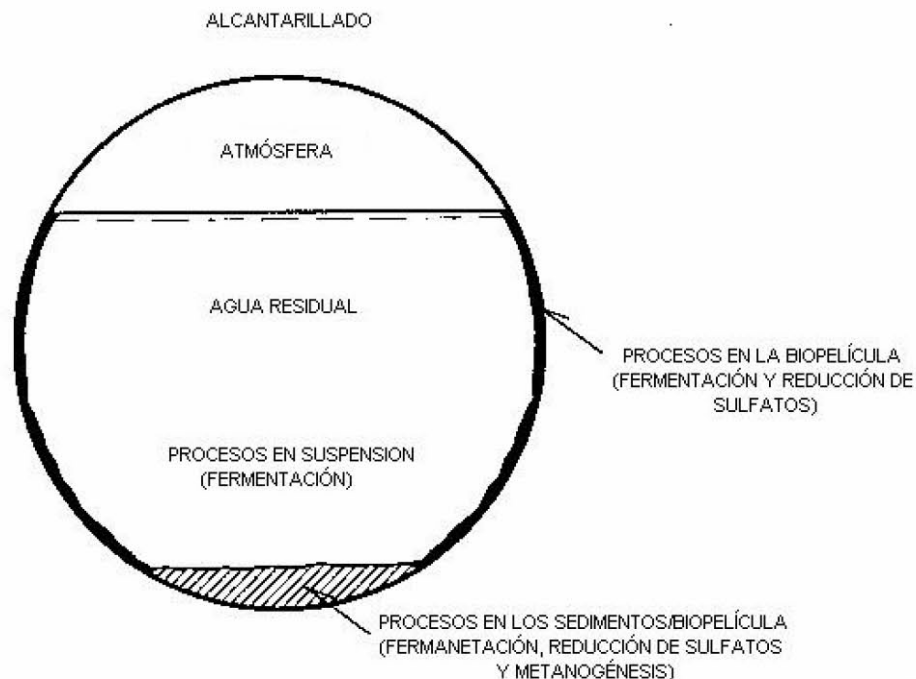 ALCANTARILLADO
ATMÓSFERA
AGUA RESIDUAL
PROCESOS EN LA BIOPELÍCULA
(FERMENTACIÓN Y REDUCCIÓN DE
SULFATOS)
PROCESOS EN SUSPENSION
(FERMENTACIÓN)
PROCESOS EN LOS SEDIMENTOS/BIOPELÍCULA
(FERMANETACIÓN, REDUCCIÓN DE SULFATOS
Y METANOGÉNESIS)